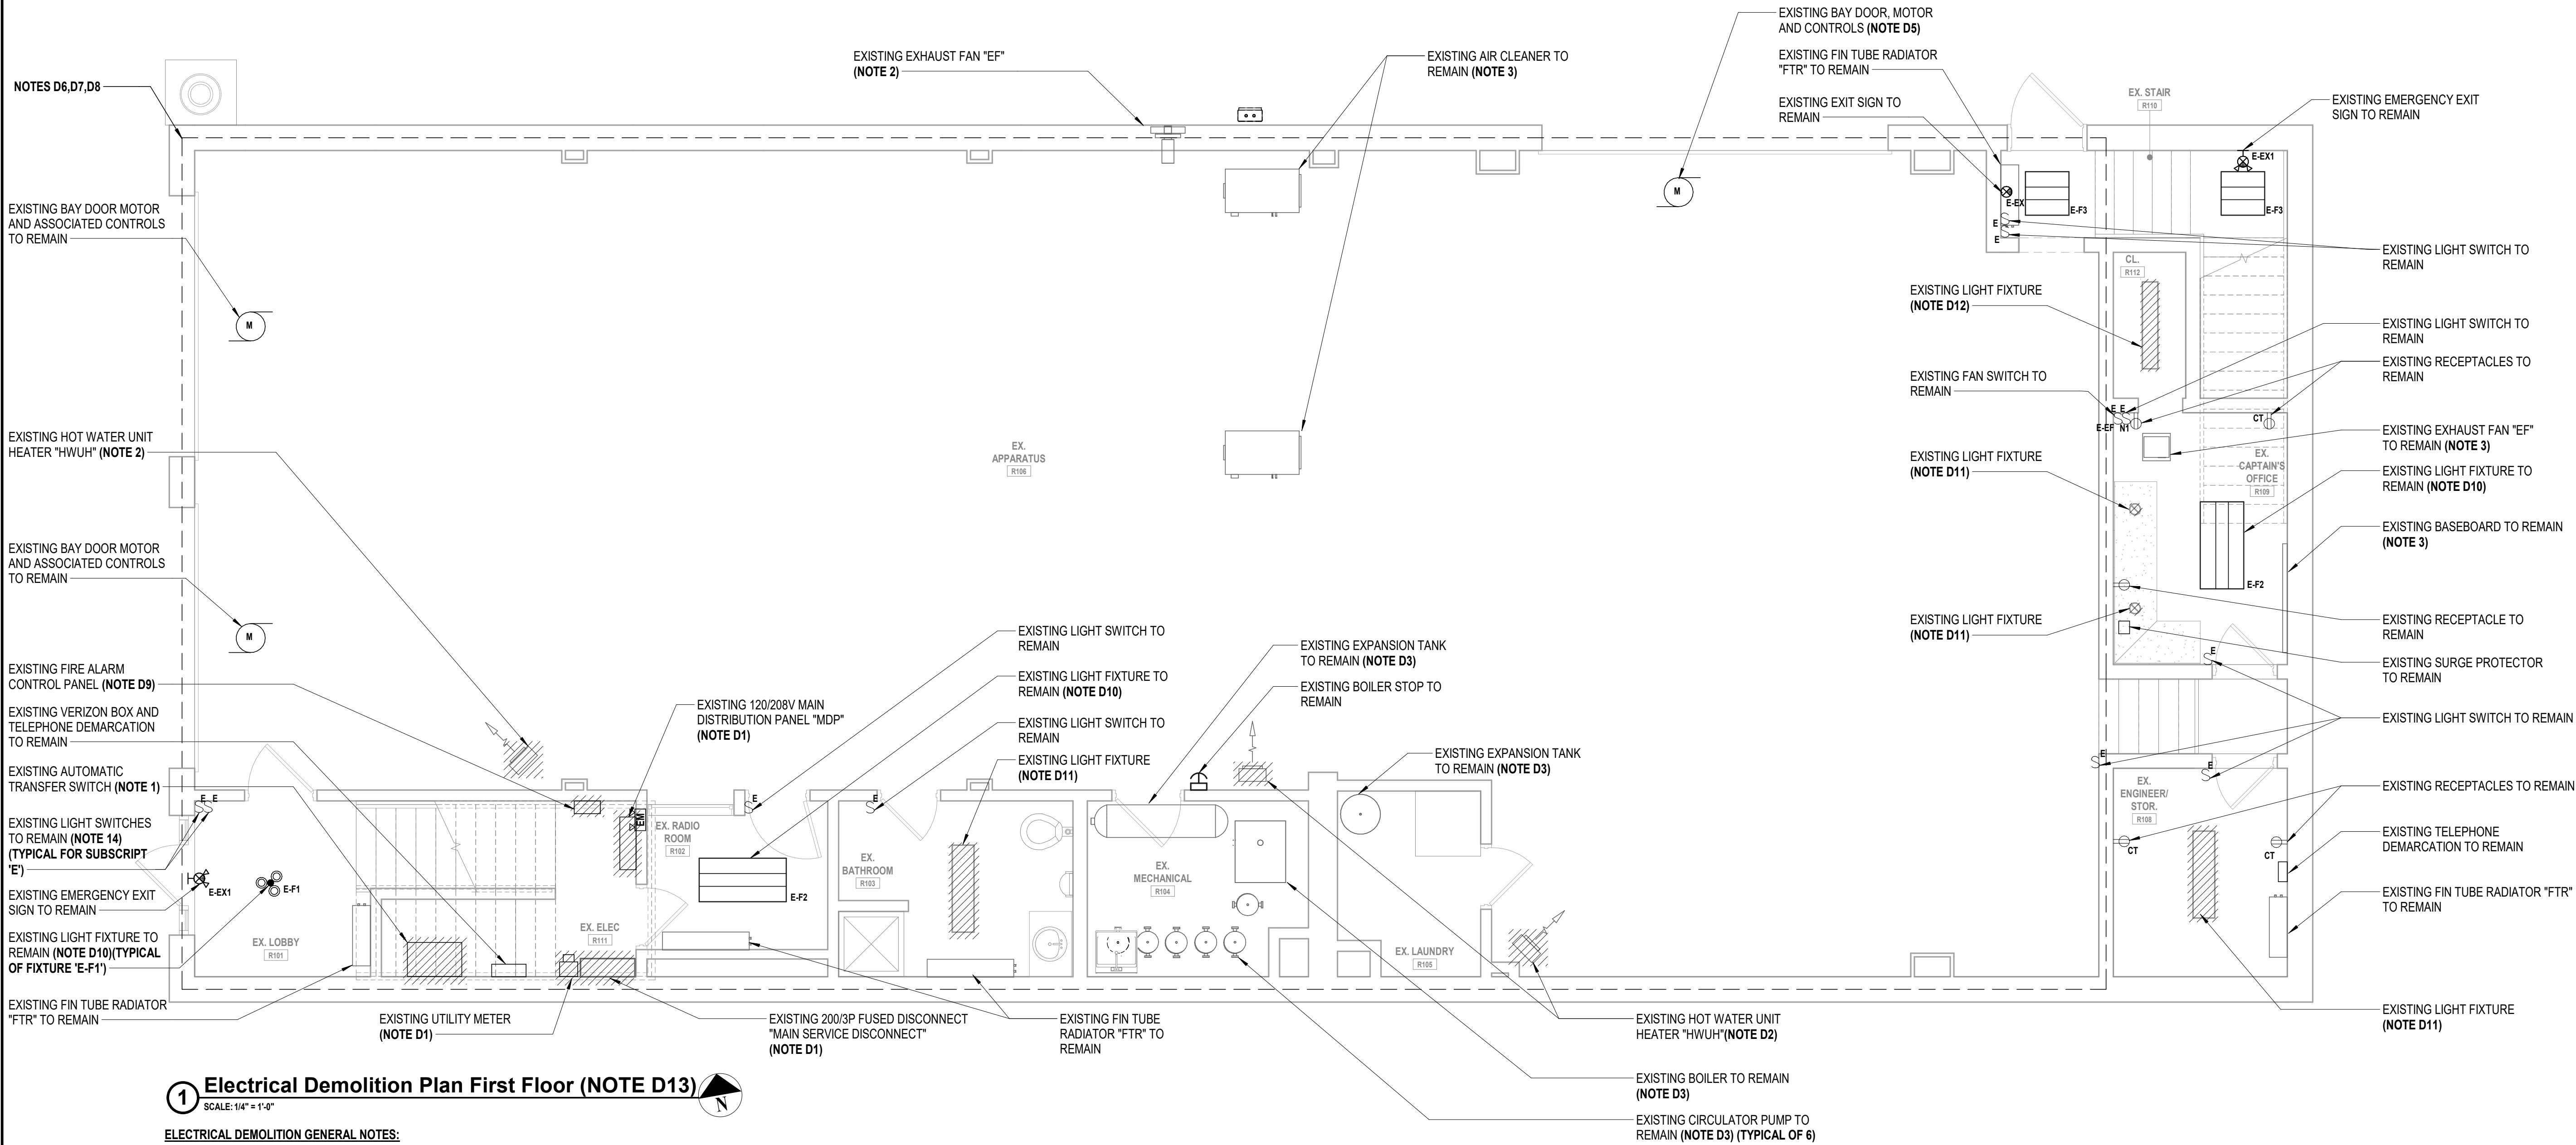 EXISTING BAY DOOR, MOTOR
AND CONTROLS (NOTE D5)
EXISTING EXHAUST FAN "EF"
(NOTE 2)
EXISTING AIR CLEANER TO
REMAIN (NOTE 3)
EXISTING FIN TUBE RADIATOR
"FTR" TO REMAIN
NOTES D6,D7,D8
EXISTING EXIT SIGN TO
REMAIN
EX. STAIR
R110
EXISTING EMERGENCY EXIT
SIGN TO REMAIN
E-EX1
E-EX
E-F3
E-F3
E
E
M
EXISTING BAY DOOR MOTOR
AND ASSOCIATED CONTROLS
TO REMAIN
M
EXISTING LIGHT SWITCH TO
REMAIN
CL.
R112
EXISTING LIGHT FIXTURE
(NOTE D12)
EXISTING LIGHT SWITCH TO
REMAIN
EXISTING RECEPTACLES TO
REMAIN
EXISTING FAN SWITCH TO
REMAIN
E E
E-EF N1
CT
EXISTING HOT WATER UNIT
HEATER "HWUH" (NOTE 2)
EX.
APPARATUS
R106
EXISTING EXHAUST FAN "EF"
TO REMAIN (NOTE 3)
EXISTING LIGHT FIXTURE
(NOTE D11)
EX.
CAPTAIN'S
OFFICE
R109
EXISTING LIGHT FIXTURE TO
REMAIN (NOTE D10)
EXISTING BASEBOARD TO REMAIN
(NOTE 3)
EXISTING BAY DOOR MOTOR
AND ASSOCIATED CONTROLS
TO REMAIN
M
E-F2
EXISTING LIGHT FIXTURE
(NOTE D11)
EXISTING RECEPTACLE TO
REMAIN
E
EXISTING SURGE PROTECTOR
TO REMAIN
EXISTING LIGHT SWITCH TO REMAIN
E
E
EXISTING FIRE ALARM
CONTROL PANEL (NOTE D9)
EXISTING VERIZON BOX AND
TELEPHONE DEMARCATION
TO REMAIN
EXISTING AUTOMATIC
TRANSFER SWITCH (NOTE 1)
EXISTING 120/208V MAIN
DISTRIBUTION PANEL "MDP"
(NOTE D1)
EXISTING LIGHT SWITCH TO
REMAIN
EXISTING LIGHT FIXTURE TO
REMAIN (NOTE D10)
EXISTING LIGHT SWITCH TO
REMAIN
EXISTING LIGHT FIXTURE
(NOTE D11)
EXISTING EXPANSION TANK
TO REMAIN (NOTE D3)
EXISTING BOILER STOP TO
REMAIN
EXISTING EXPANSION TANK
TO REMAIN (NOTE D3)
E E
E
E
EXISTING LIGHT SWITCHES
TO REMAIN (NOTE 14)
(TYPICAL FOR SUBSCRIPT
'E')
EM
EX. RADIO
ROOM
R102
E-F2
EX.
BATHROOM
R103
EX.
MECHANICAL
R104
EX.
ENGINEER/
STOR.
R108
CT
CT
EXISTING RECEPTACLES TO REMAIN
EXISTING TELEPHONE
DEMARCATION TO REMAIN
EXISTING FIN TUBE RADIATOR "FTR"
TO REMAIN
EXISTING EMERGENCY EXIT
SIGN TO REMAIN
E-EX1
E-F1
EXISTING LIGHT FIXTURE TO
REMAIN (NOTE D10)(TYPICAL
OF FIXTURE 'E-F1')
EX. LOBBY
R101
EX. ELEC
R111
EX. LAUNDRY
R105
EXISTING FIN TUBE RADIATOR
"FTR" TO REMAIN
EXISTING UTILITY METER
(NOTE D1)
EXISTING 200/3P FUSED DISCONNECT
"MAIN SERVICE DISCONNECT"
(NOTE D1)
EXISTING FIN TUBE
RADIATOR "FTR" TO
REMAIN
EXISTING HOT WATER UNIT
HEATER "HWUH"(NOTE D2)
EXISTING LIGHT FIXTURE
(NOTE D11)
EXISTING BOILER TO REMAIN
(NOTE D3)
EXISTING CIRCULATOR PUMP TO
REMAIN (NOTE D3) (TYPICAL OF 6)
1 Electrical Demolition Plan First Floor (NOTE D13)
SCALE: 1/4" = 1'-0"
N
ELECTRICAL DEMOLITION GENERAL NOTES: